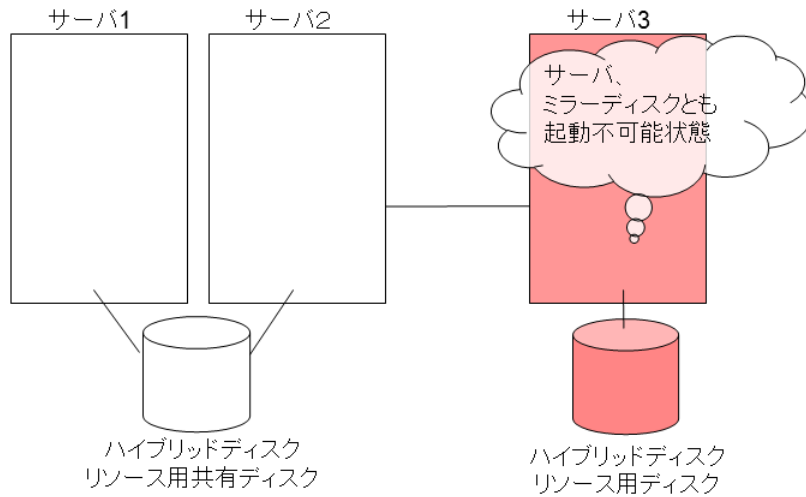 サーバ1
サーバ2
サーバ3
サーバ、
ミラーディスクとも
起動不可能状態
ハイブリッドディスク
リソース用共有ディスク
ハイブリッドディスク
リソース用ディスク